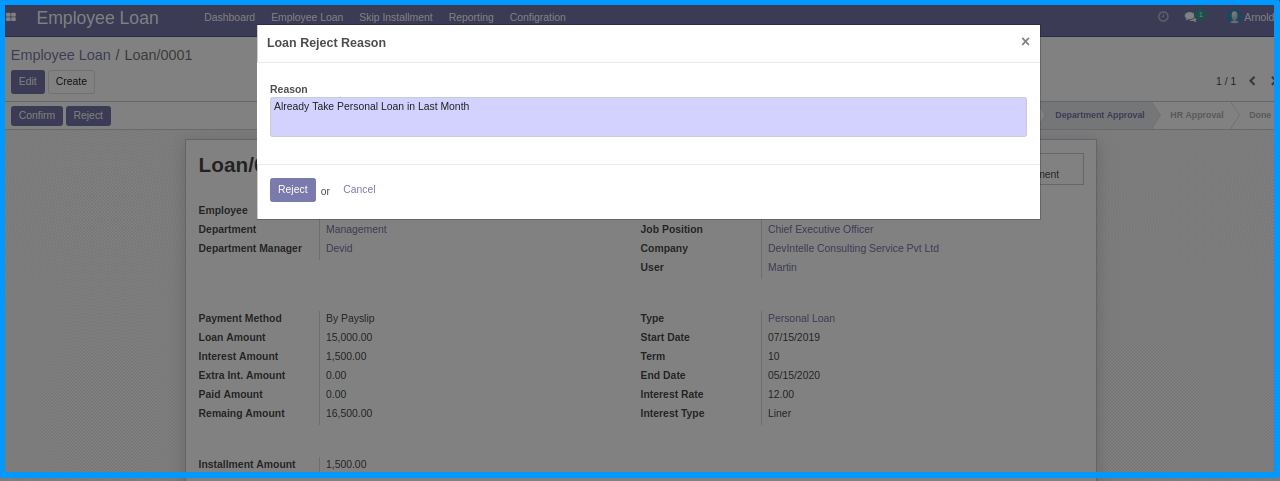 Employee Loan Dashboard Employee Loan Skip Installment Reporting Configration 1 Arnold
Loan Reject Reason ×
Employee Loan / Loan/0001
Edit Create 1 / 1
Reason
Already Take Personal Loan in Last Month
Confirm Reject Department Approval HR Approval Done
Loan/
Reject or Cancel
Employee
Department Management Job Position Chief Executive Officer
Department Manager Devid Company DevIntelle Consulting Service Pvt Ltd
User Martin
Payment Method By Payslip Type Personal Loan
Loan Amount 15,000.00 Start Date 07/15/2019
Interest Amount 1,500.00 Term 10
Extra Int. Amount 0.00 End Date 05/15/2020
Paid Amount 0.00 Interest Rate 12.00
Remaing Amount 16,500.00 Interest Type Liner
Installment Amount 1,500.00